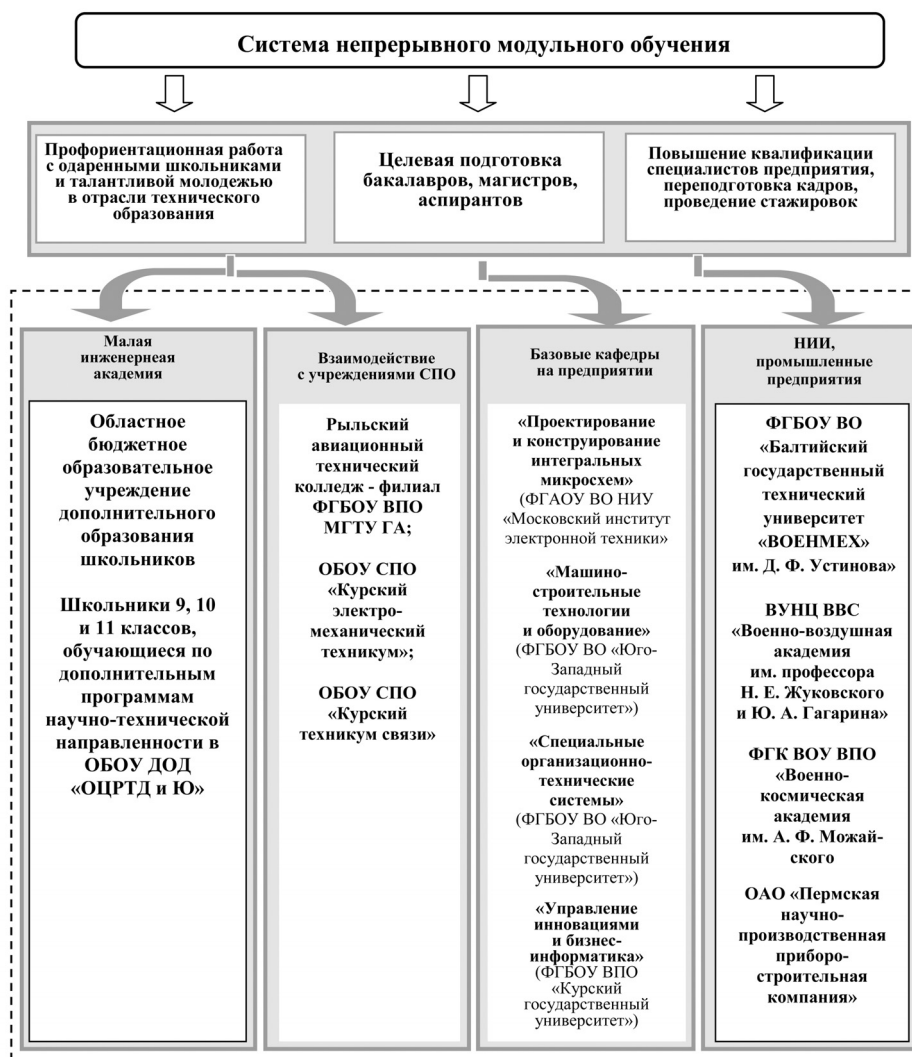 Система непрерывного модульного обучения
Профориентационная работа
с одаренными школьниками
и талантливой молодежью
в отрасли технического
образования
Целевая подготовка
бакалавров, магистров,
аспирантов
Повышение квалификации
специалистов предприятия,
переподготовка кадров,
проведение стажировок
Малая
инженернеая
академия
Областное
бюджетное
образовательное
учреждение
дополнительного
образования
школьников
Школьники 9, 10
и 11 классов,
обучающиеся по
дополнительным
программам
научно-технической
направленности в
ОБОУ ДОД
«ОЦРТД и Ю»
Взаимодействие
с учреждениями СПО
Рыльский
авиационный
технический
колледж - филиал
ФГБОУ ВПО
МГТУ ГА;
ОБОУ СПО
«Курский
электро-
механический
техникум»;
ОБОУ СПО
«Курский
техникум связи»
Базовые кафедры
на предприятии
«Проектирование
и конструирование
интегральных
микросхем»
(ФГАОУ ВО НИУ
«Московский институт
электронной техники»
«Машино-
строительные
технологии
и оборудование»
(ФГБОУ ВО «Юго-
Западный
государственный
университет»)
«Специальные
организационно-
технические
системы»
(ФГБОУ ВО «Юго-
Западный
государственный
университет»)
«Управление
инновациями
и бизнес-
информатика»
(ФГБОУ ВПО
«Курский
государственный
университет»)
НИИ,
промышленные
предприятия
ФГБОУ ВО
«Балтийский
государственный
технический
университет
«ВОЕНМЕХ»
им. Д. Ф. Устинова»
ВУНЦ ВВС
«Военно-воздушная
академия
им. профессора
Н. Е. Жуковского
и Ю. А. Гагарина»
ФГК ВОУ ВПО
«Военно-
космическая
академия
им. А. Ф. Можай-
ского
ОАО «Пермская
научно-
производственная
приборо-
строительная
компания»